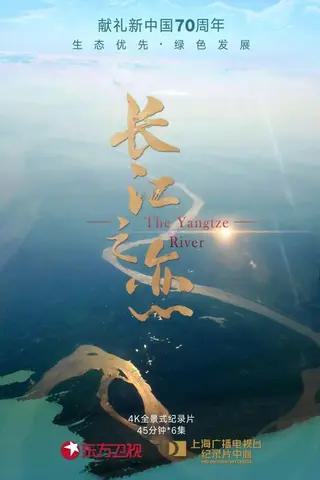 献礼新中国70周年
生态优先·绿色发展
长江之恋
The Yangtze
River
4K全景式纪录片
45分钟*6集
东方卫视
上海广播电视台
纪录片中心